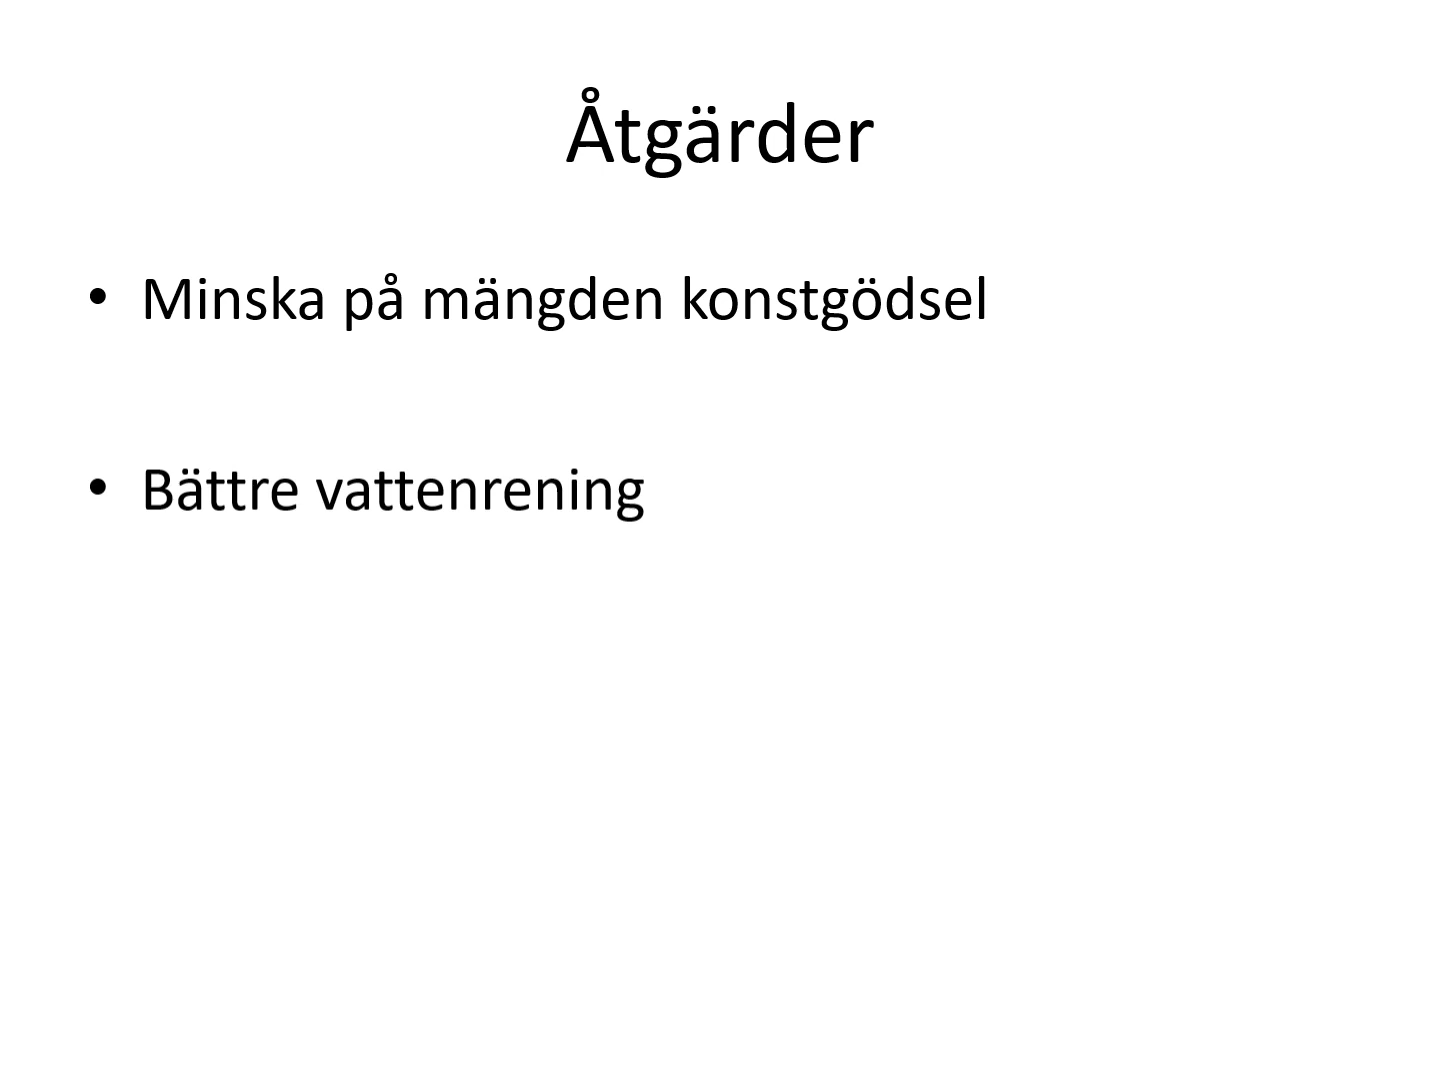 Åtgärder
• Minska på mängden konstgödsel
• Bättre vattenrening